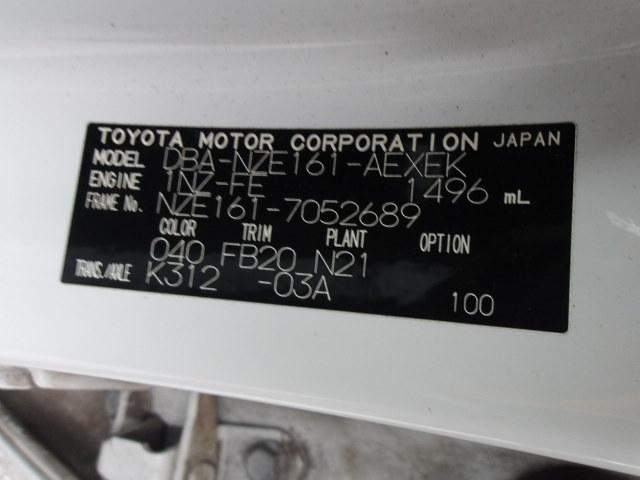 TOYOTA MOTOR CORPORATION JAPAN
MODEL DBA-NZE161-AEXEK
ENGINE 1NZ-FE 1496 mL
FRAME No. NZE161-7052689
COLOR TRIM PLANT OPTION
040 FB20 N21
TRANS./AXLE K312 -03A
100